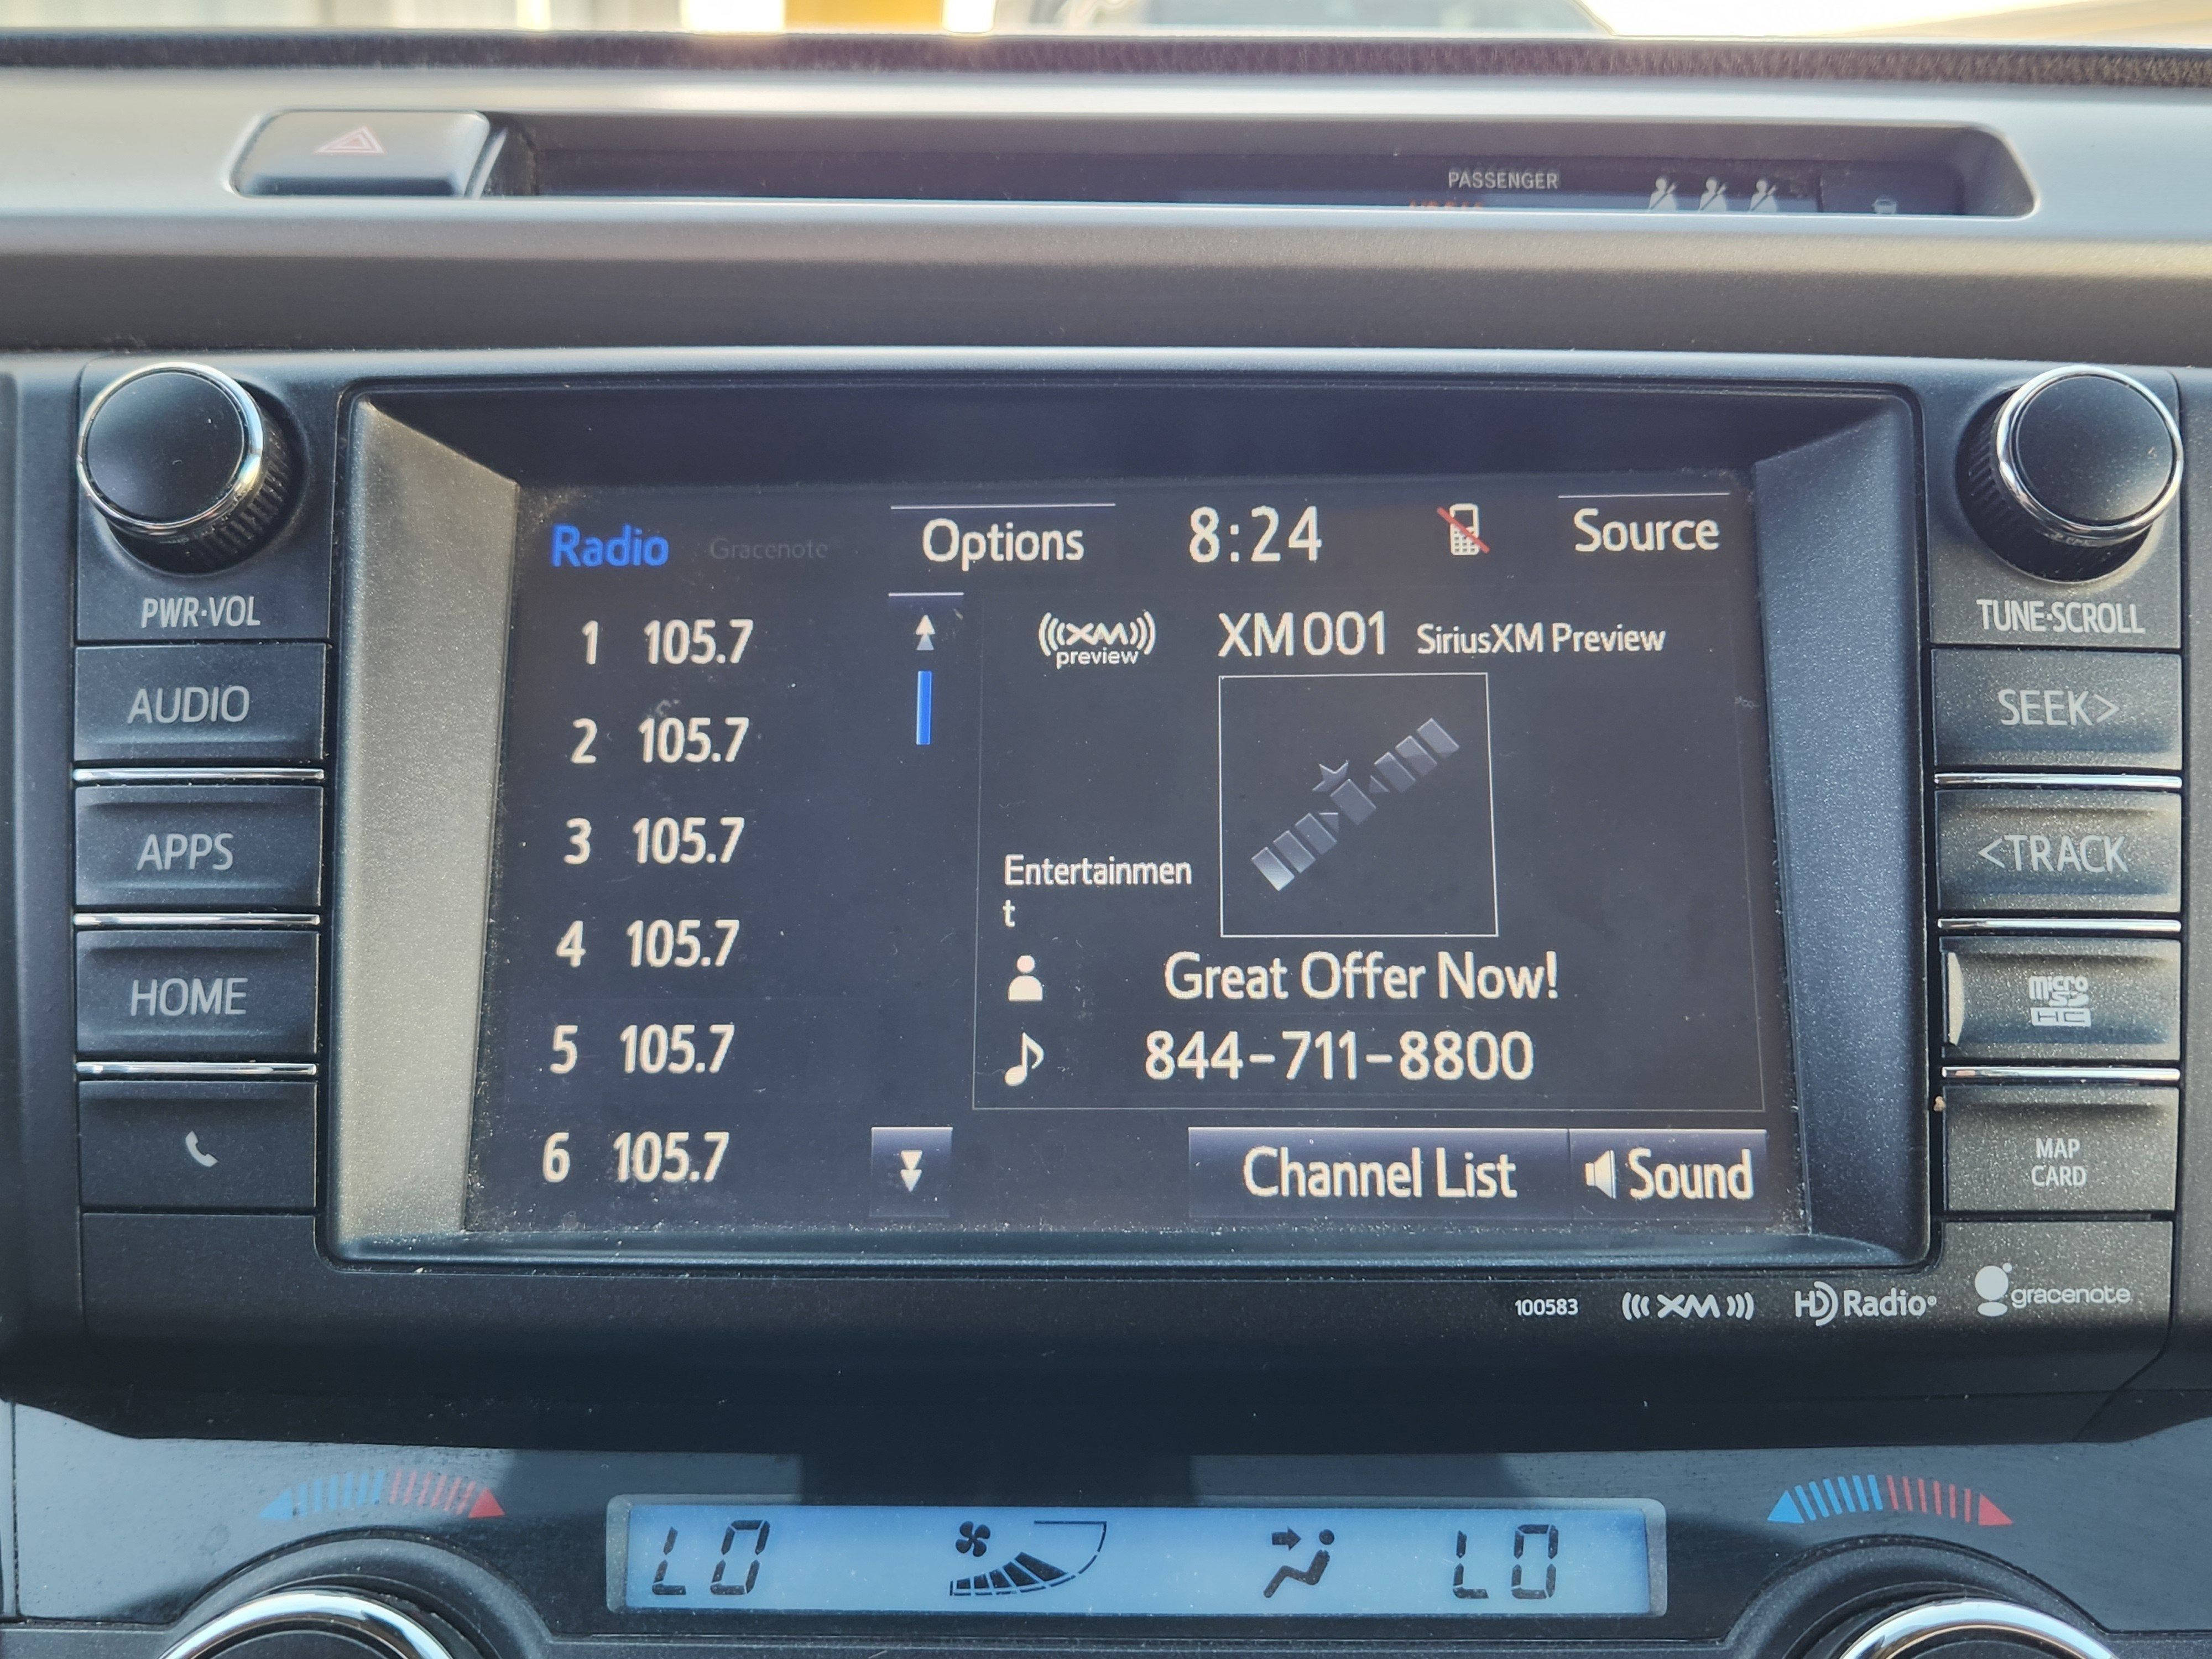 PASSENGER
Radio Gracenote Options 8:24 Source
PWR·VOL
TUNE·SCROLL
1 105.7
XM preview XM001 SiriusXM Preview
AUDIO
SEEK>
2 105.7
3 105.7
APPS
<TRACK
Entertainmen
t
4 105.7
Great Offer Now!
HOME
micro
SD
HC
5 105.7
844-711-8800
6 105.7
Channel List Sound
MAP
CARD
100583 XM HD Radio® gracenote
LO LO